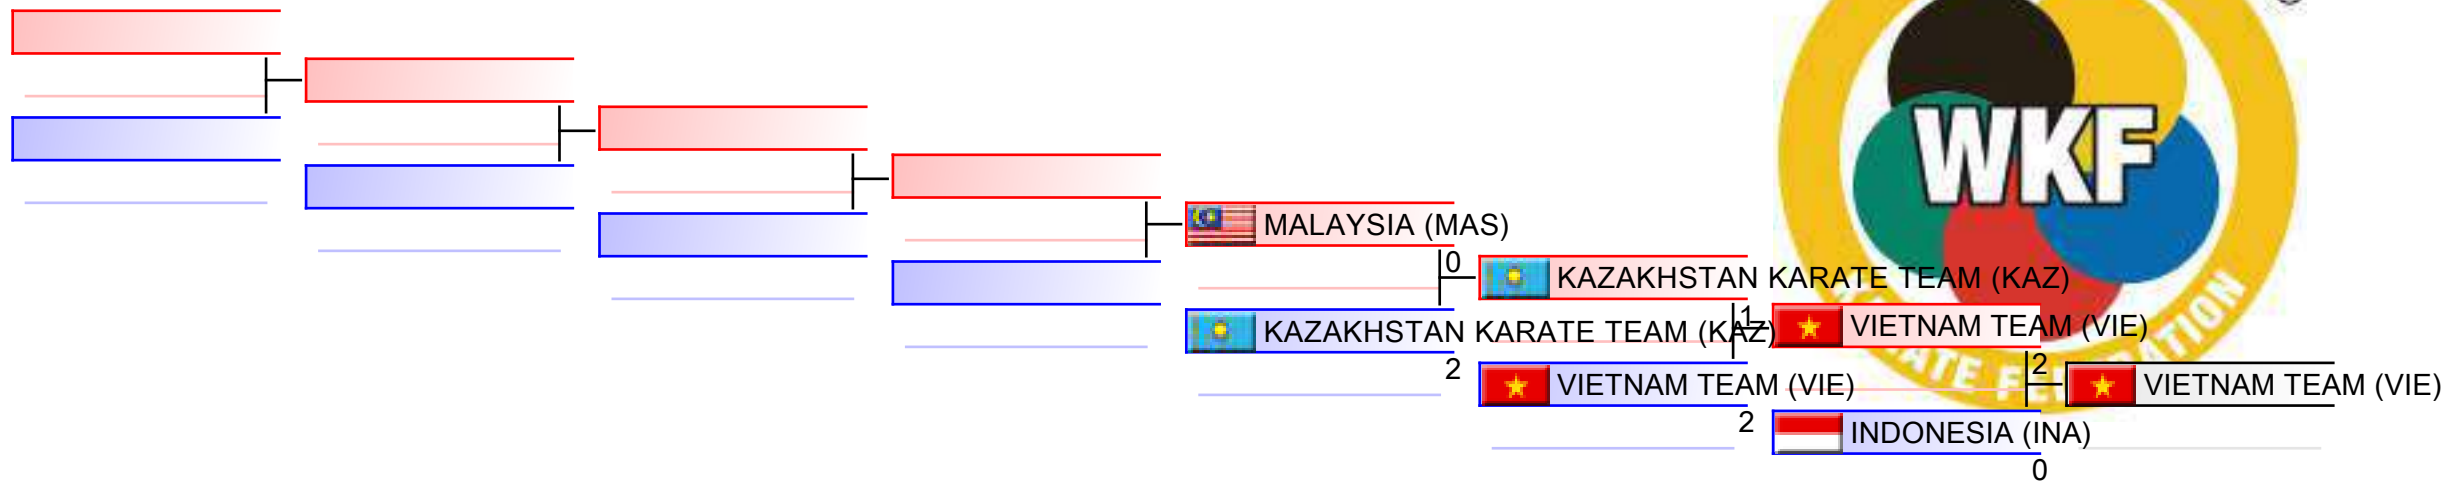 ®
WKF
MALAYSIA (MAS)
0
KAZAKHSTAN KARATE TEAM (KAZ)
KAZAKHSTAN KARATE TEAM (KAZ)
1
VIETNAM TEAM (VIE)
2
VIETNAM TEAM (VIE)
2
VIETNAM TEAM (VIE)
2
INDONESIA (INA)
0